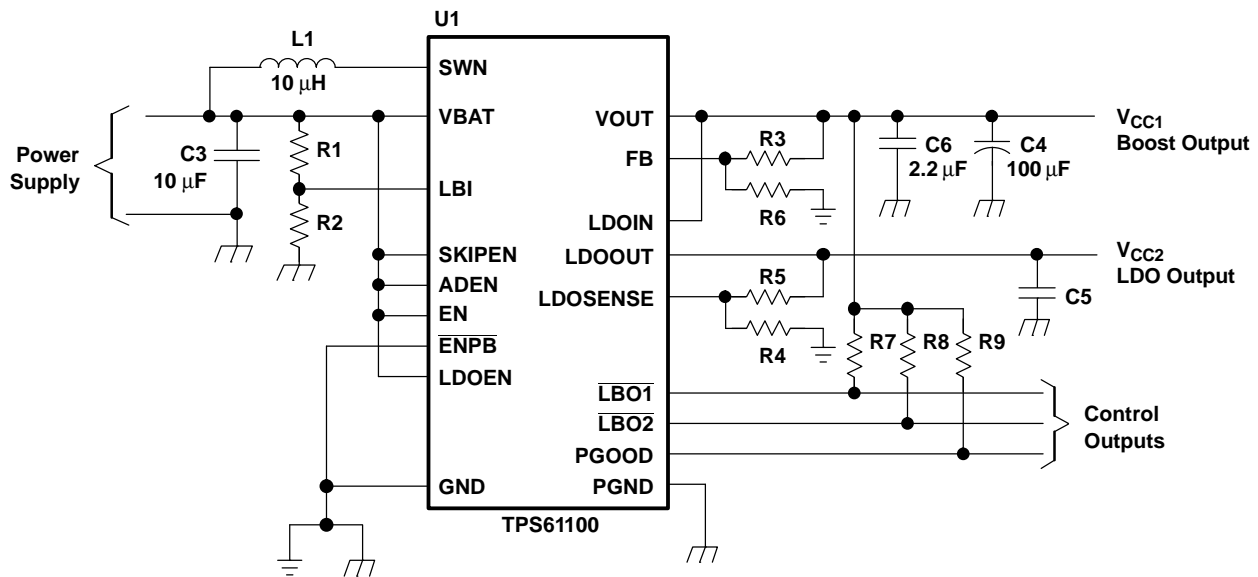 U1
L1
10 μH
SWN
VBAT
Power
Supply
C3
10 μF
R1
LBI
R2
SKIPEN
ADEN
EN
ENPB
LDOEN
GND
TPS61100
VOUT
FB
LDOIN
LDOOUT
LDOSENSE
LBO1
LBO2
PGOOD
PGND
R3
R6
R5
R4
C6
2.2 μF
C4
100 μF
VCC1
Boost Output
VCC2
LDO Output
C5
R7
R8
R9
Control
Outputs